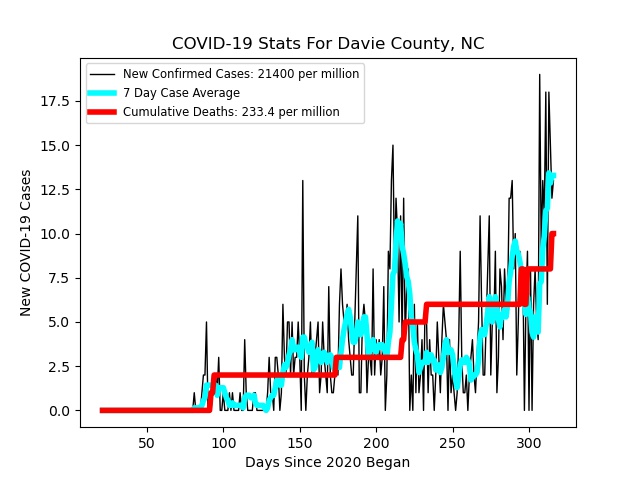 COVID-19 Stats For Davie County, NC
New Confirmed Cases: 21400 per million
7 Day Case Average
Cumulative Deaths: 233.4 per million
New COVID-19 Cases
17.5
15.0
12.5
10.0
7.5
5.0
2.5
0.0
50 100 150 200 250 300
Days Since 2020 Began